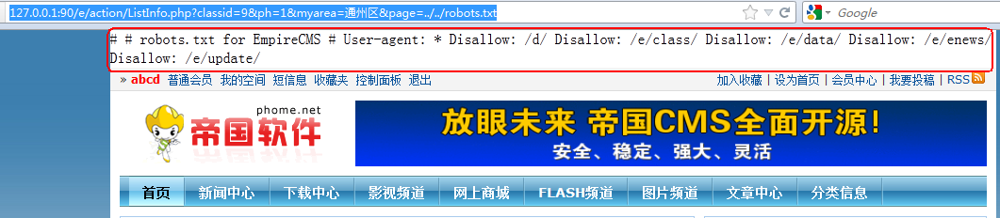 127.0.0.1:90/e/action/ListInfo.php?classid=9&ph=1&myarea=通州区&page=../../robots.txt
Google
# # robots.txt for EmpireCMS # User-agent: * Disallow: /d/ Disallow: /e/class/ Disallow: /e/data/ Disallow: /e/enews/
Disallow: /e/update/
» abcd 普通会员 我的空间 短信息 收藏夹 控制面板 退出 加入收藏 | 设为首页 | 会员中心 | 我要投稿 | RSS
phome.net
帝国软件
放眼未来 帝国CMS全面开源!
安全、稳定、强大、灵活
首页 新闻中心 下载中心 影视频道 网上商城 FLASH频道 图片频道 文章中心 分类信息